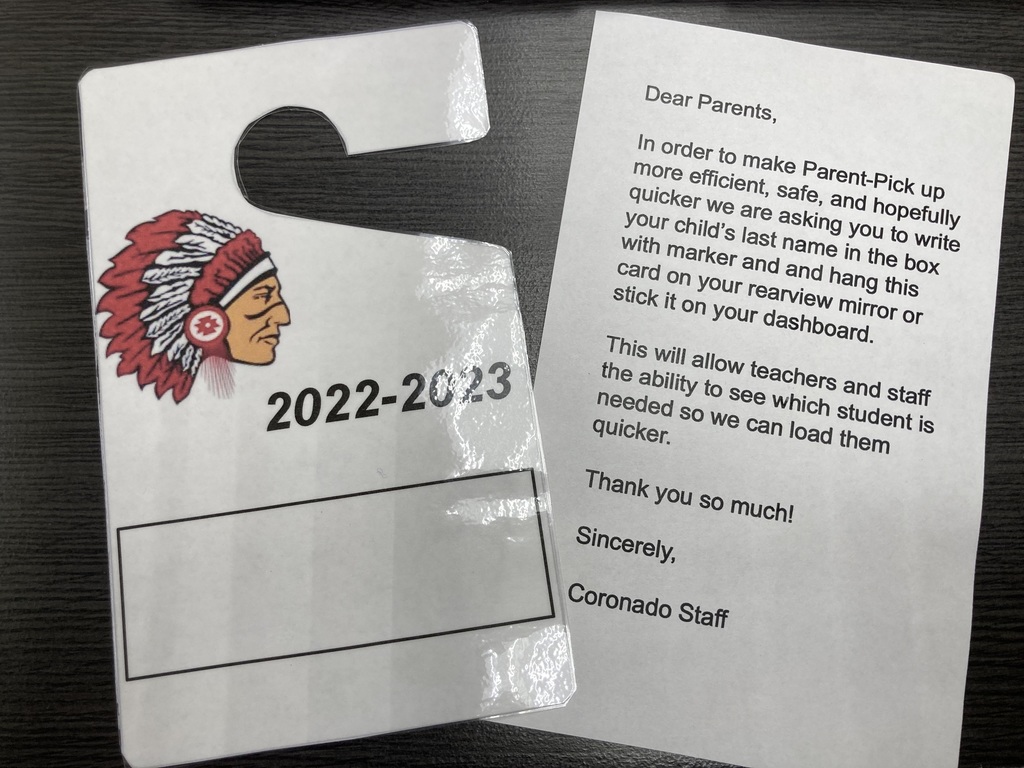 2022-2023
Dear Parents,
In order to make Parent-Pick up
more efficient, safe, and hopefully
quicker we are asking you to write
your child's last name in the box
with marker and and hang this
card on your rearview mirror or
stick it on your dashboard.
This will allow teachers and staff
the ability to see which student is
needed so we can load them
quicker.
Thank you so much!
Sincerely,
Coronado Staff